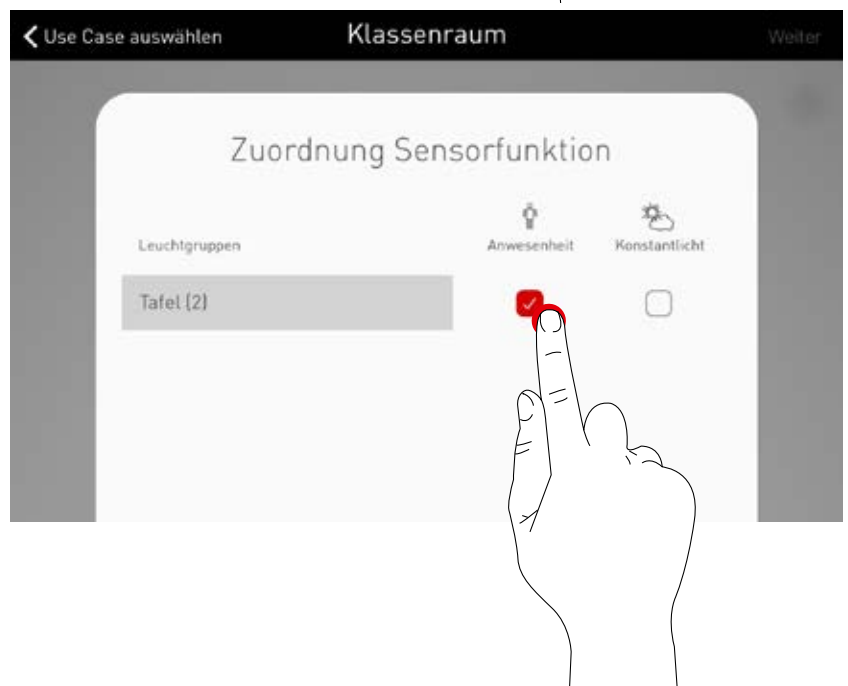 Use Case auswählen
Klassenraum
Weiter
Zuordnung Sensorfunktion
Leuchtgruppen
Anwesenheit
Konstantlicht
Tafel (2)